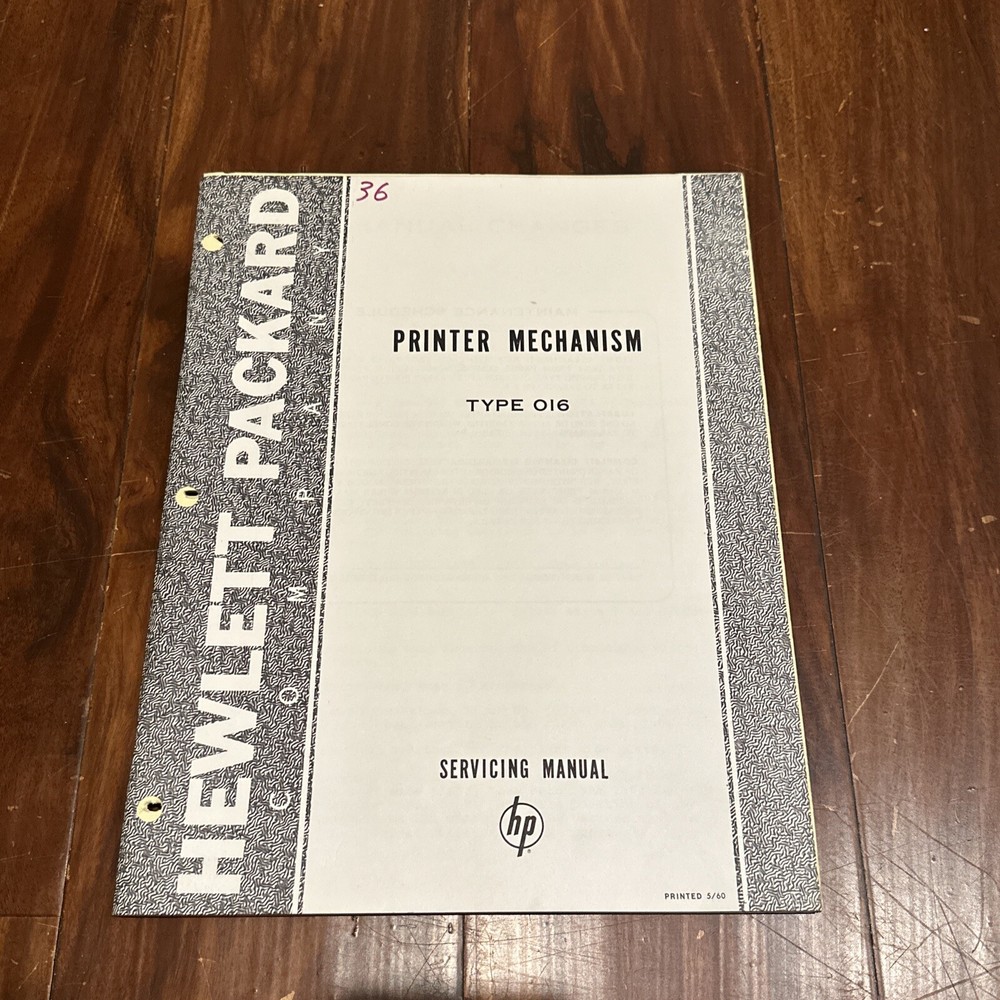 36
HEWLETT PACKARD
COMPANY
PRINTER MECHANISM
TYPE 016
SERVICING MANUAL
hp
PRINTED 5/60